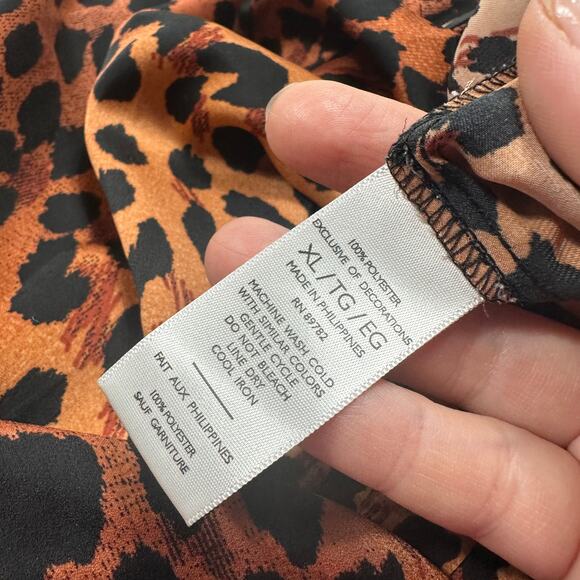 100% POLYESTER
EXCLUSIVE OF DECORATIONS
XL/TG/EG
MADE IN PHILIPPINES
RN 89782
MACHINE WASH COLD
WITH SIMILAR COLORS
GENTLE CYCLE
DO NOT BLEACH
LINE DRY
COOL IRON
FAIT AUX PHILIPPINES
100% POLYESTER
SAUF GARNITURE